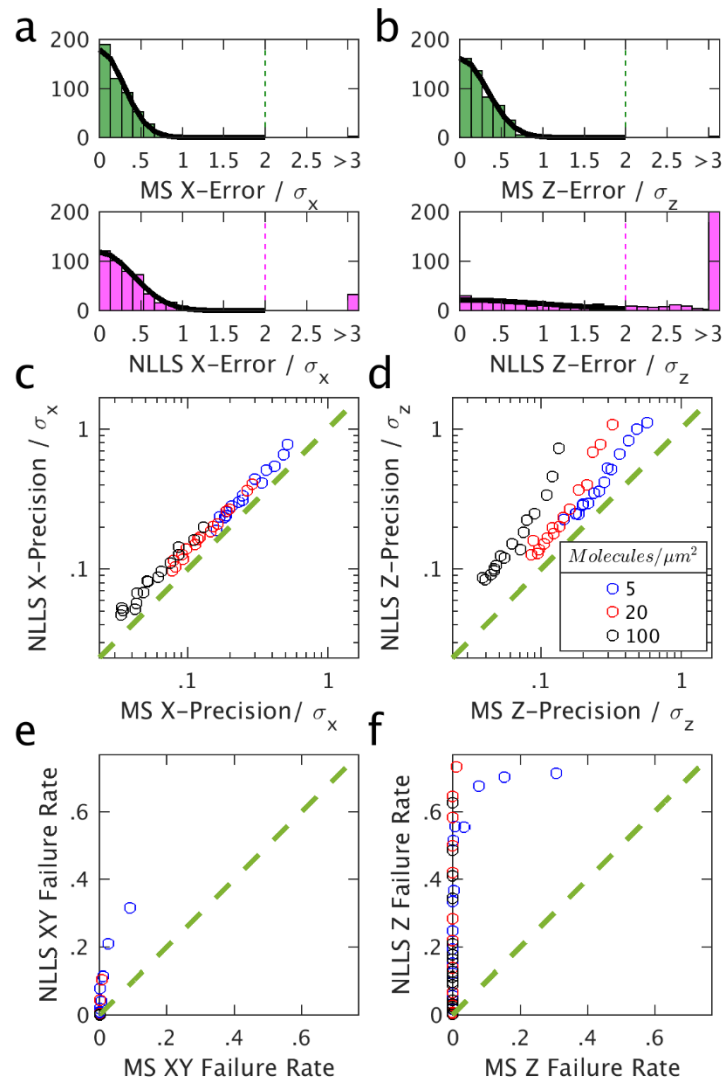 a
b
200
100
0
0 .5 1 1.5 2 2.5 >3
MS X-Error / σx
200
100
0
0 .5 1 1.5 2 2.5 >3
MS Z-Error / σz
200
100
0
0 .5 1 1.5 2 2.5 >3
NLLS X-Error / σx
200
100
0
0 .5 1 1.5 2 2.5 >3
NLLS Z-Error / σz
c
d
NLLS X-Precision / σx
1
.1
.1 1
MS X-Precision/ σx
NLLS Z-Precision / σz
1
.1
.1 1
MS Z-Precision / σz
Molecules/μm²
5
20
100
e
f
NLLS XY Failure Rate
.6
.4
.2
0
0 .2 .4 .6
MS XY Failure Rate
NLLS Z Failure Rate
.6
.4
.2
0
0 .2 .4 .6
MS Z Failure Rate